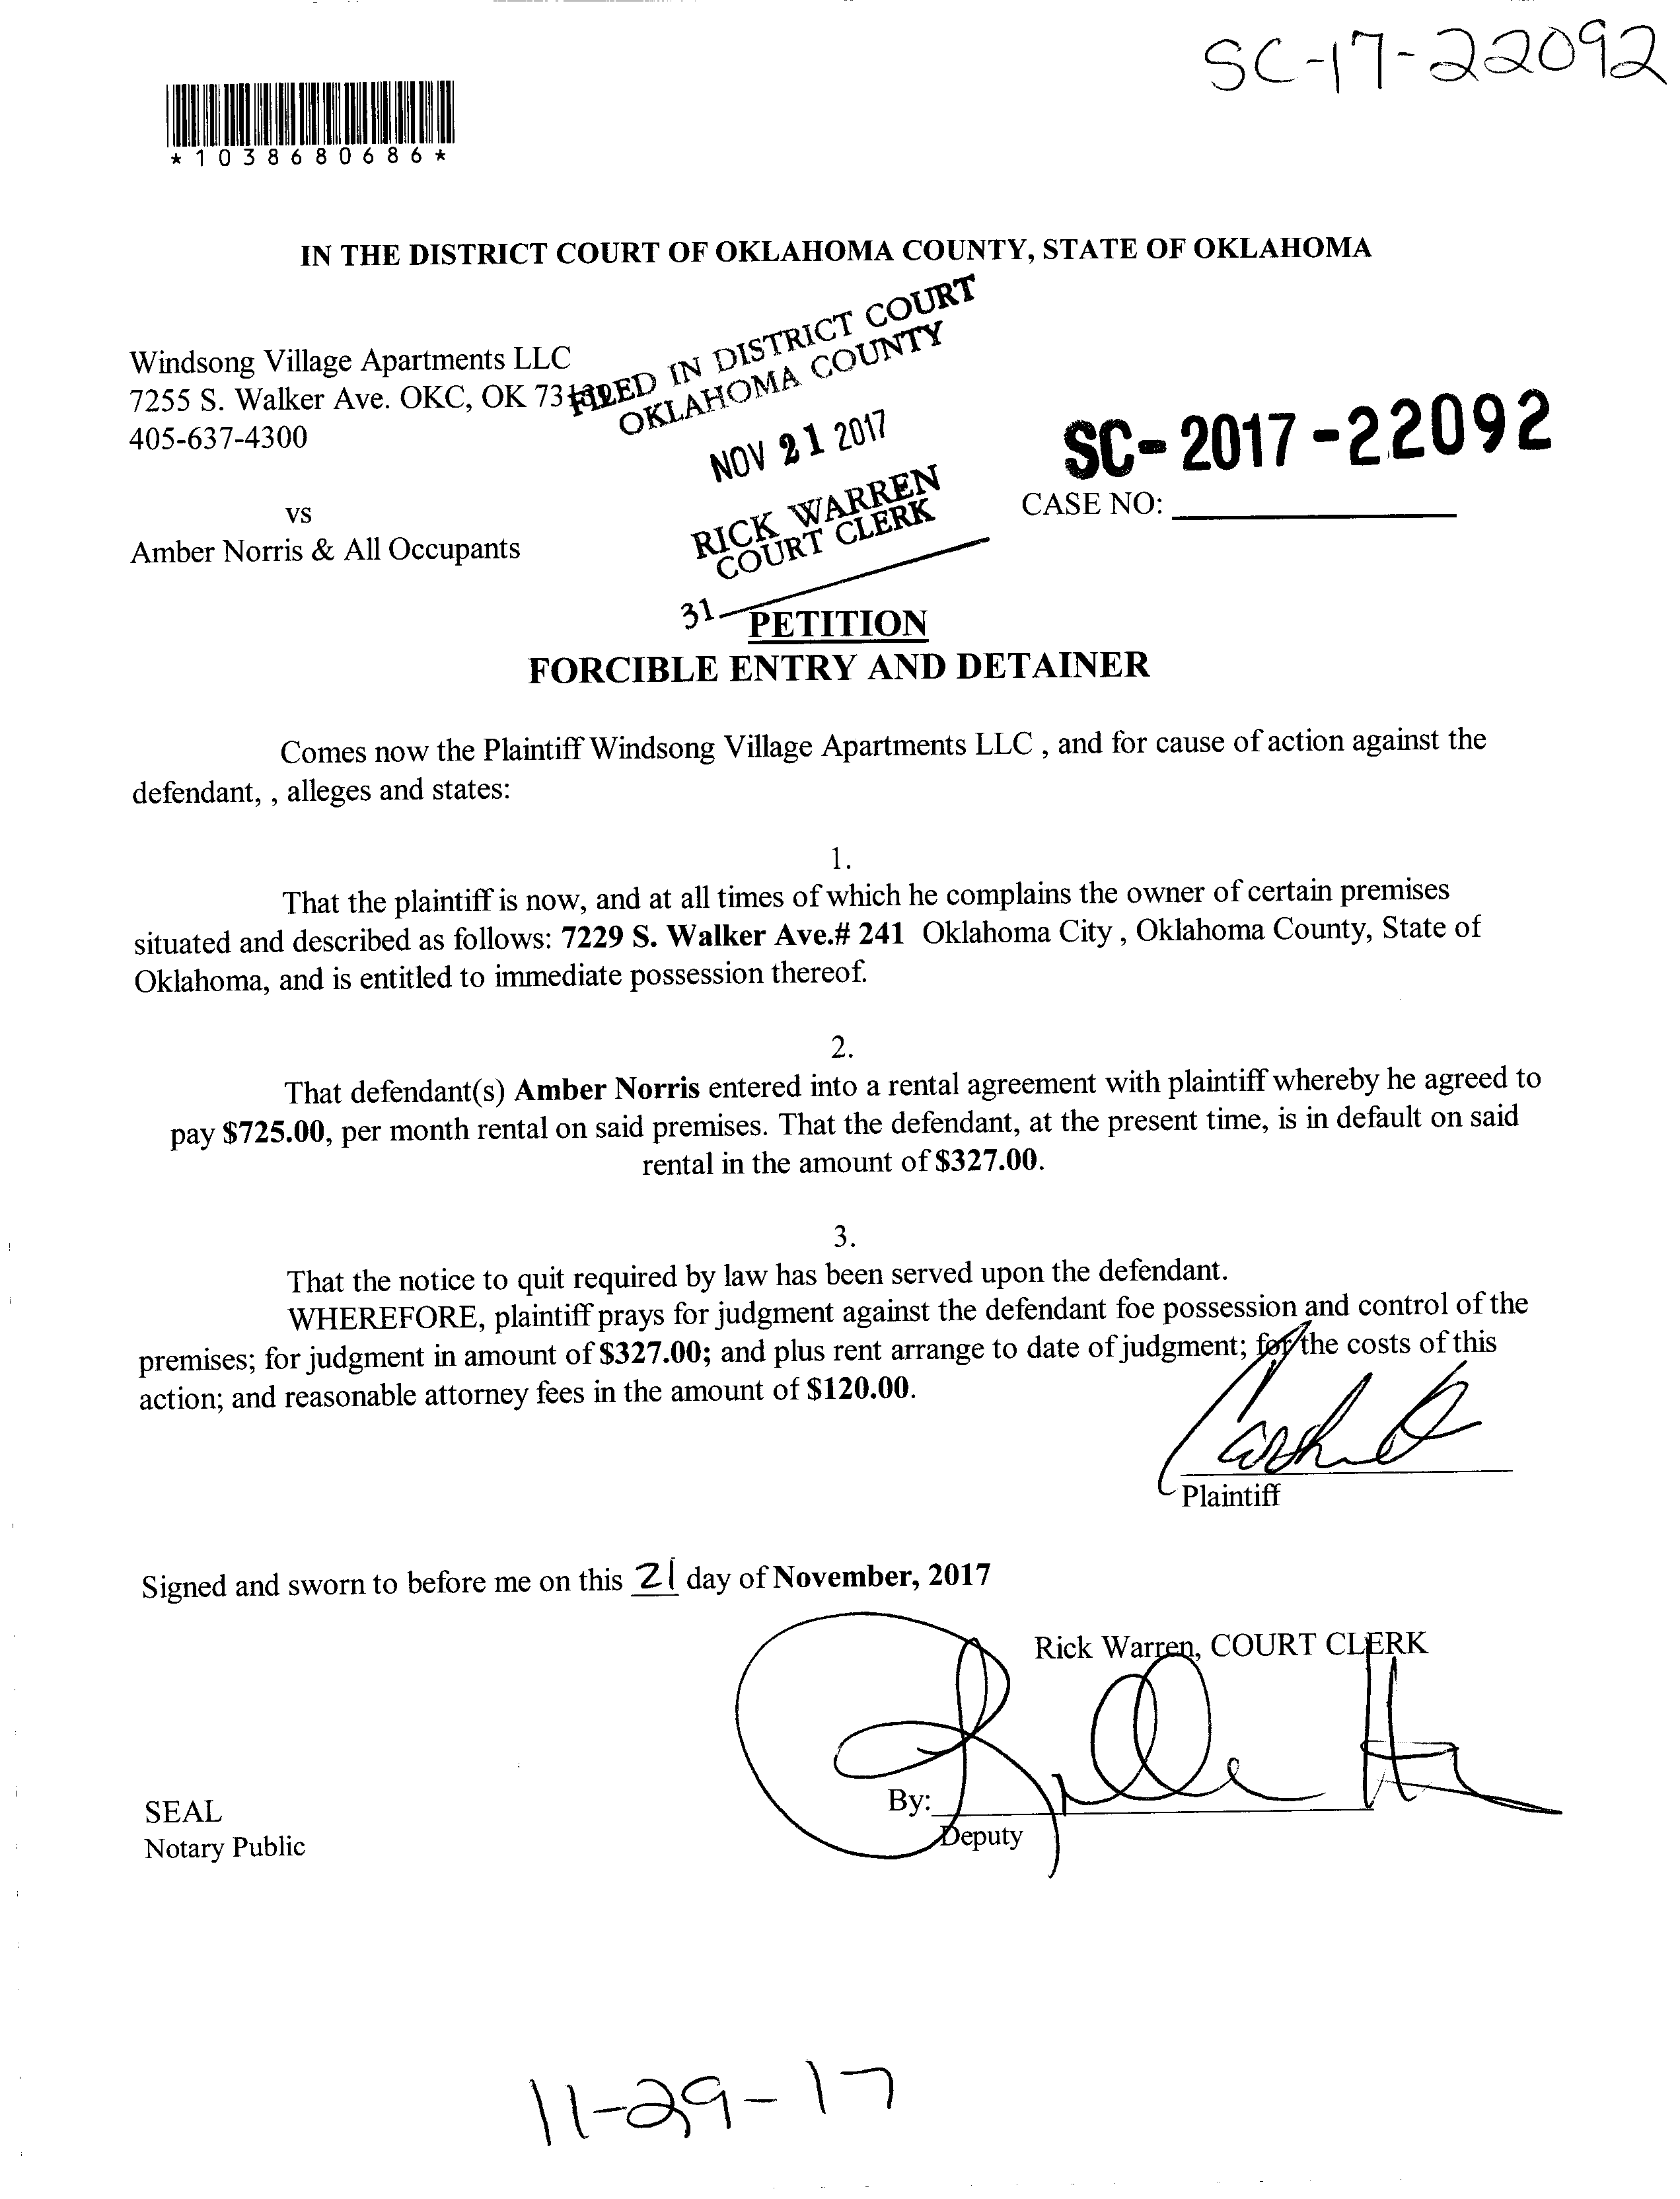 SC-17-22092
*1038680686*
IN THE DISTRICT COURT OF OKLAHOMA COUNTY, STATE OF OKLAHOMA
FILED IN DISTRICT COURT
OKLAHOMA COUNTY
NOV 21 2017
RICK WARREN
COURT CLERK
31
Windsong Village Apartments LLC
7255 S. Walker Ave. OKC, OK
405-637-4300
SC-2017-22092
CASE NO:
vs
Amber Norris & All Occupants
PETITION
FORCIBLE ENTRY AND DETAINER
Comes now the Plaintiff Windsong Village Apartments LLC , and for cause of action against the
defendant, , alleges and states:
1.
That the plaintiff is now, and at all times of which he complains the owner of certain premises
situated and described as follows: 7229 S. Walker Ave.# 241 Oklahoma City , Oklahoma County, State of
Oklahoma, and is entitled to immediate possession thereof.
2.
That defendant(s) Amber Norris entered into a rental agreement with plaintiff whereby he agreed to
pay $725.00, per month rental on said premises. That the defendant, at the present time, is in default on said
rental in the amount of $327.00.
3.
That the notice to quit required by law has been served upon the defendant.
WHEREFORE, plaintiff prays for judgment against the defendant foe possession and control of the
premises; for judgment in amount of $327.00; and plus rent arrange to date of judgment; for the costs of this
action; and reasonable attorney fees in the amount of $120.00.
Plaintiff
Signed and sworn to before me on this 21 day of November, 2017
Rick Warren, COURT CLERK
By:
Deputy
SEAL
Notary Public
11-29-17